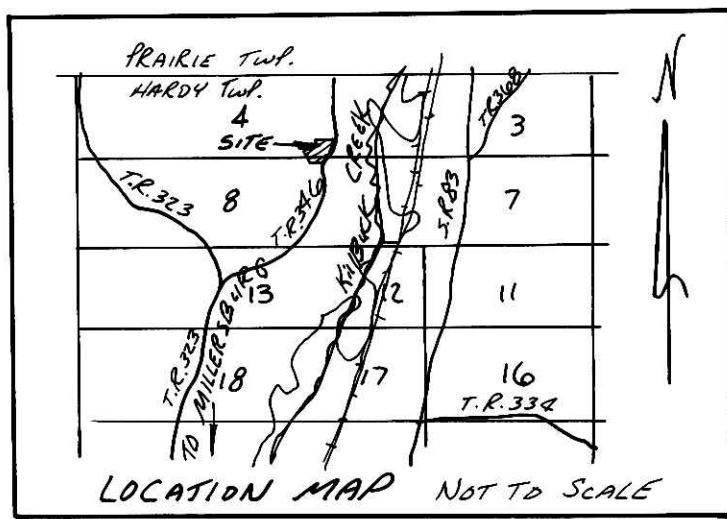 PRAIRIE TWP.
HARDY TWP.
N
4
3
T.R. 368
SITE
CREEK
T.R. 323
8
T.R. 346
S.R. 83
7
KILLBUCK
13
12
11
T.R. 323
TO MILLERSBURG
18
17
16
T.R. 334
LOCATION MAP NOT TO SCALE